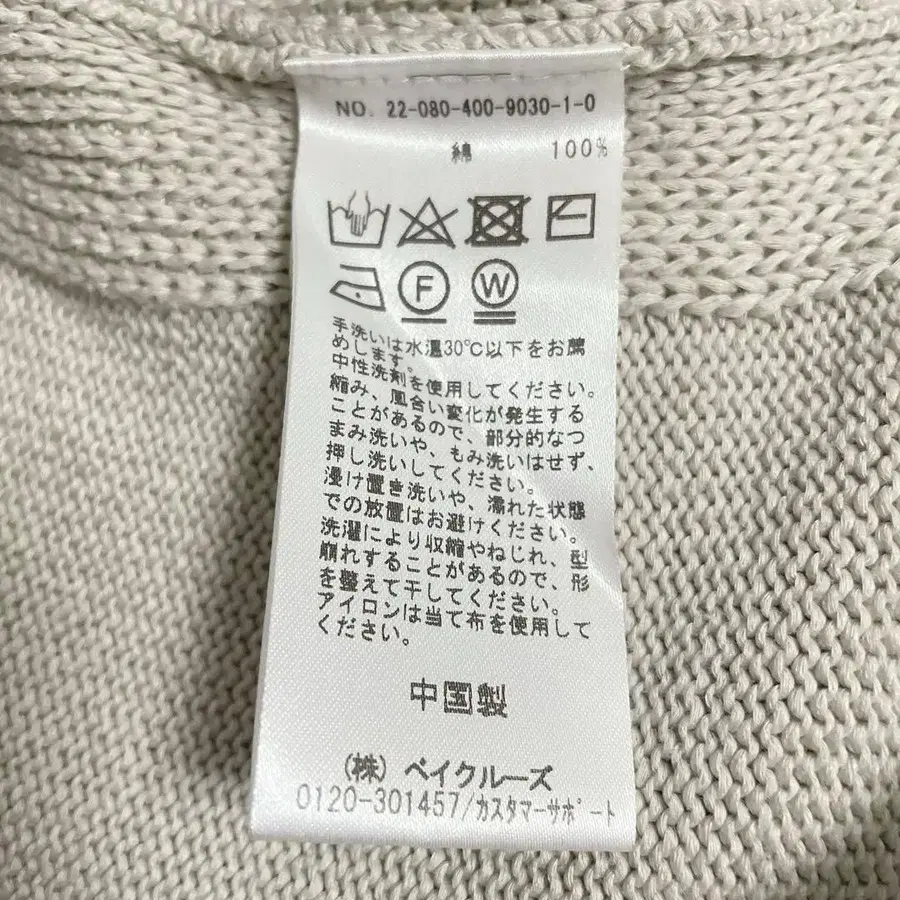 NO. 22-080-400-9030-1-0
綿 100%
F W
手洗いは水温30℃以下をお薦
めします。
中性洗剤を使用してください。
縮み、風合い変化が発生する
ことがあるので、部分的なつ
まみ洗いや、もみ洗いはせず、
押し洗いしてください。
浸け置き洗いや、濡れた状態
での放置はお避けください。
洗濯により収縮やねじれ、型
崩れすることがあるので、形
を整えて干してください。
アイロンは当て布を使用して
ください。
中国製
(株) ベイクルーズ
0120-301457/カスタマーサポート